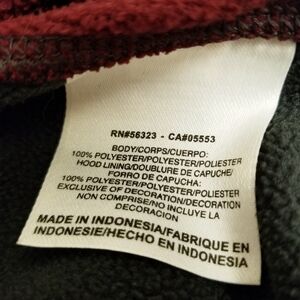 RN#56323 - CA#05553
BODY/CORPS/CUERPO:
100% POLYESTER/POLYESTER/POLIESTER
HOOD LINING/DOUBLURE DE CAPUCHE/
FORRO DE CAPUCHA:
100% POLYESTER/POLYESTER/POLIESTER
EXCLUSIVE OF DECORATION/DECORATION
NON COMPRISE/NO INCLUYE LA
DECORACION
MADE IN INDONESIA/FABRIQUE EN
INDONESIE/HECHO EN INDONESIA